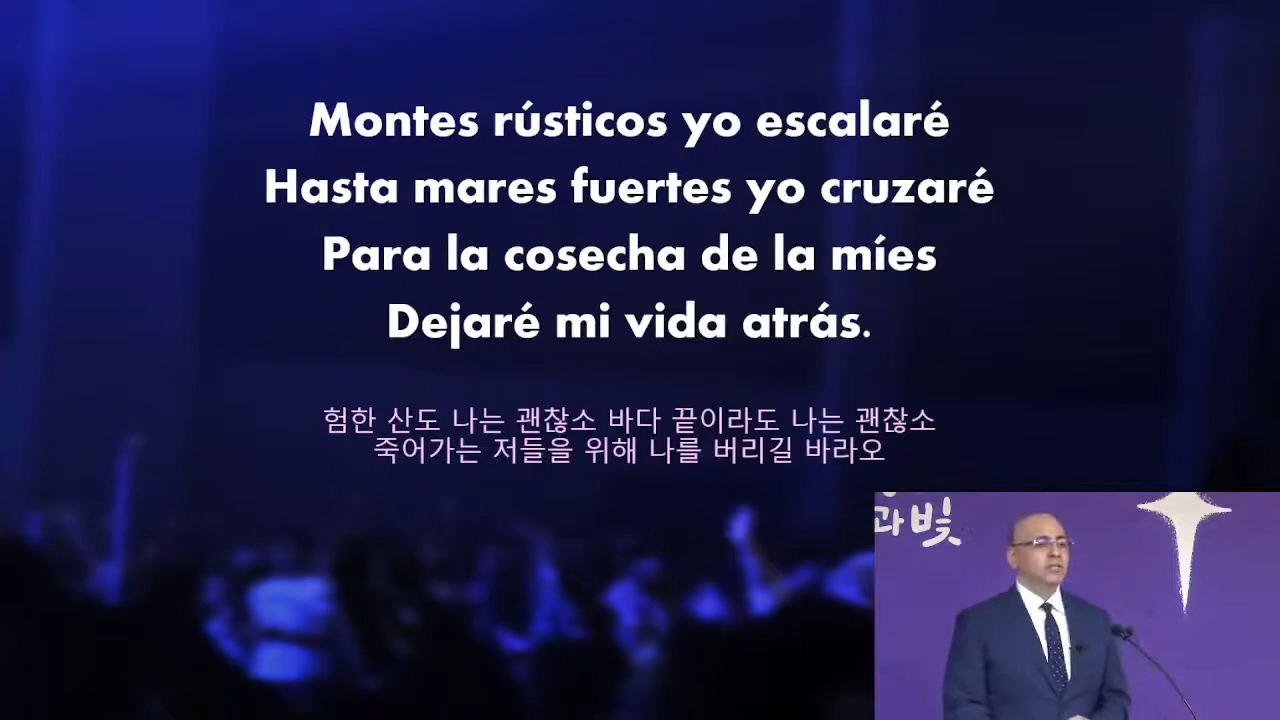 Montes rústicos yo escalaré
Hasta mares fuertes yo cruzaré
Para la cosecha de la míes
Dejaré mi vida atrás.
험한 산도 나는 괜찮소 바다 끝이라도 나는 괜찮소
죽어가는 저들을 위해 나를 버리길 바라오
과빛